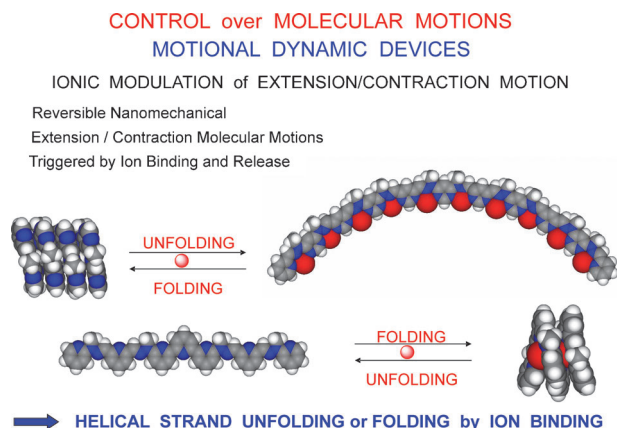 CONTROL over MOLECULAR MOTIONS
MOTIONAL DYNAMIC DEVICES
IONIC MODULATION of EXTENSION/CONTRACTION MOTION
Reversible Nanomechanical
Extension / Contraction Molecular Motions
Triggered by Ion Binding and Release
UNFOLDING
FOLDING
FOLDING
UNFOLDING
HELICAL STRAND UNFOLDING or FOLDING by ION BINDING